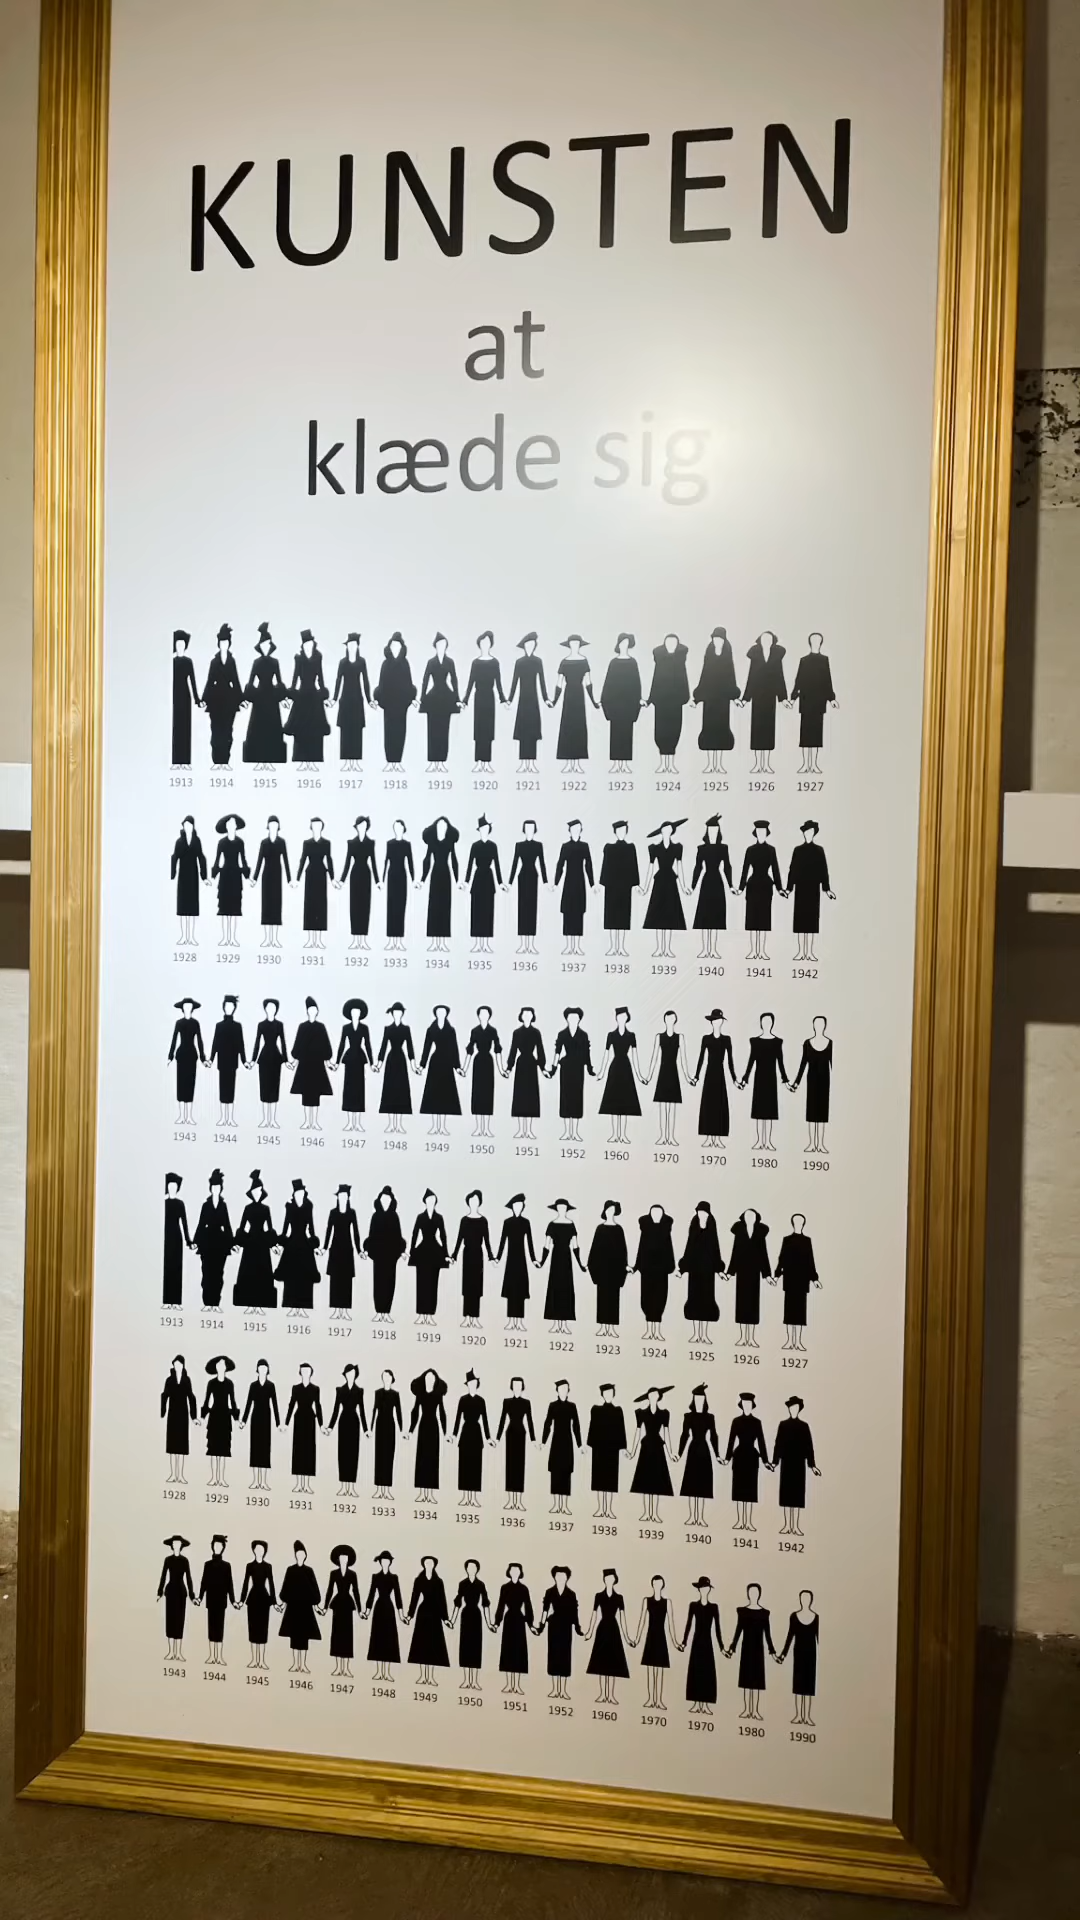 KUNSTEN
at
klæde sig
1913 1914 1915 1916 1917 1918 1919 1920 1921 1922 1923 1924 1925 1926 1927
1928 1929 1930 1931 1932 1933 1934 1935 1936 1937 1938 1939 1940 1941 1942
1943 1944 1945 1946 1947 1948 1949 1950 1951 1952 1960 1970 1970 1980 1990
1913 1914 1915 1916 1917 1918 1919 1920 1921 1922 1923 1924 1925 1926 1927
1928 1929 1930 1931 1932 1933 1934 1935 1936 1937 1938 1939 1940 1941 1942
1943 1944 1945 1946 1947 1948 1949 1950 1951 1952 1960 1970 1970 1980 1990